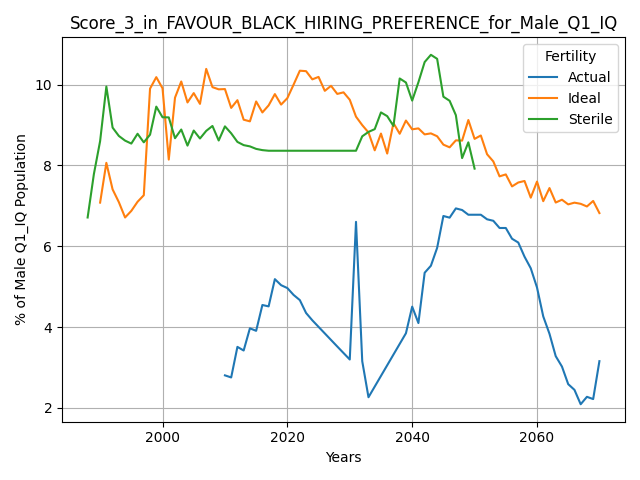 Score_3_in_FAVOUR_BLACK_HIRING_PREFERENCE_for_Male_Q1_IQ
% of Male Q1_IQ Population
10
8
6
4
2
Fertility
Actual
Ideal
Sterile
2000 2020 2040 2060
Years